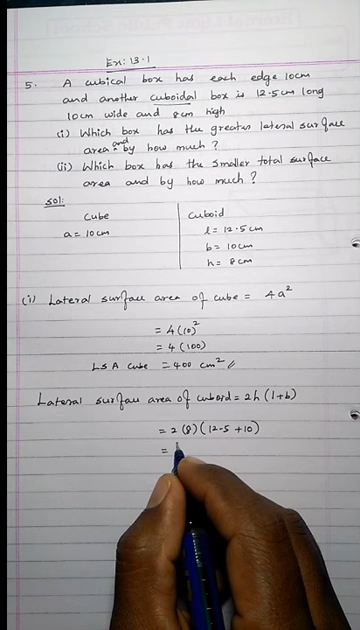 Ex: 13.1
5. A cubical box has each edge 10cm
and another cuboidal box is 12.5cm long
10cm wide and 8cm high
(i) Which box has the greater lateral surface
area and by how much?
(ii) Which box has the smaller total surface
area and by how much?
Sol:
Cube
a = 10cm
Cuboid
l = 12.5cm
b = 10cm
h = 8cm
(i) Lateral surface area of cube = 4a²
= 4(10)²
= 4(100)
LSA Cube = 400 cm² //
Lateral surface area of cuboid = 2h(l+b)
= 2(8)(12.5+10)
=